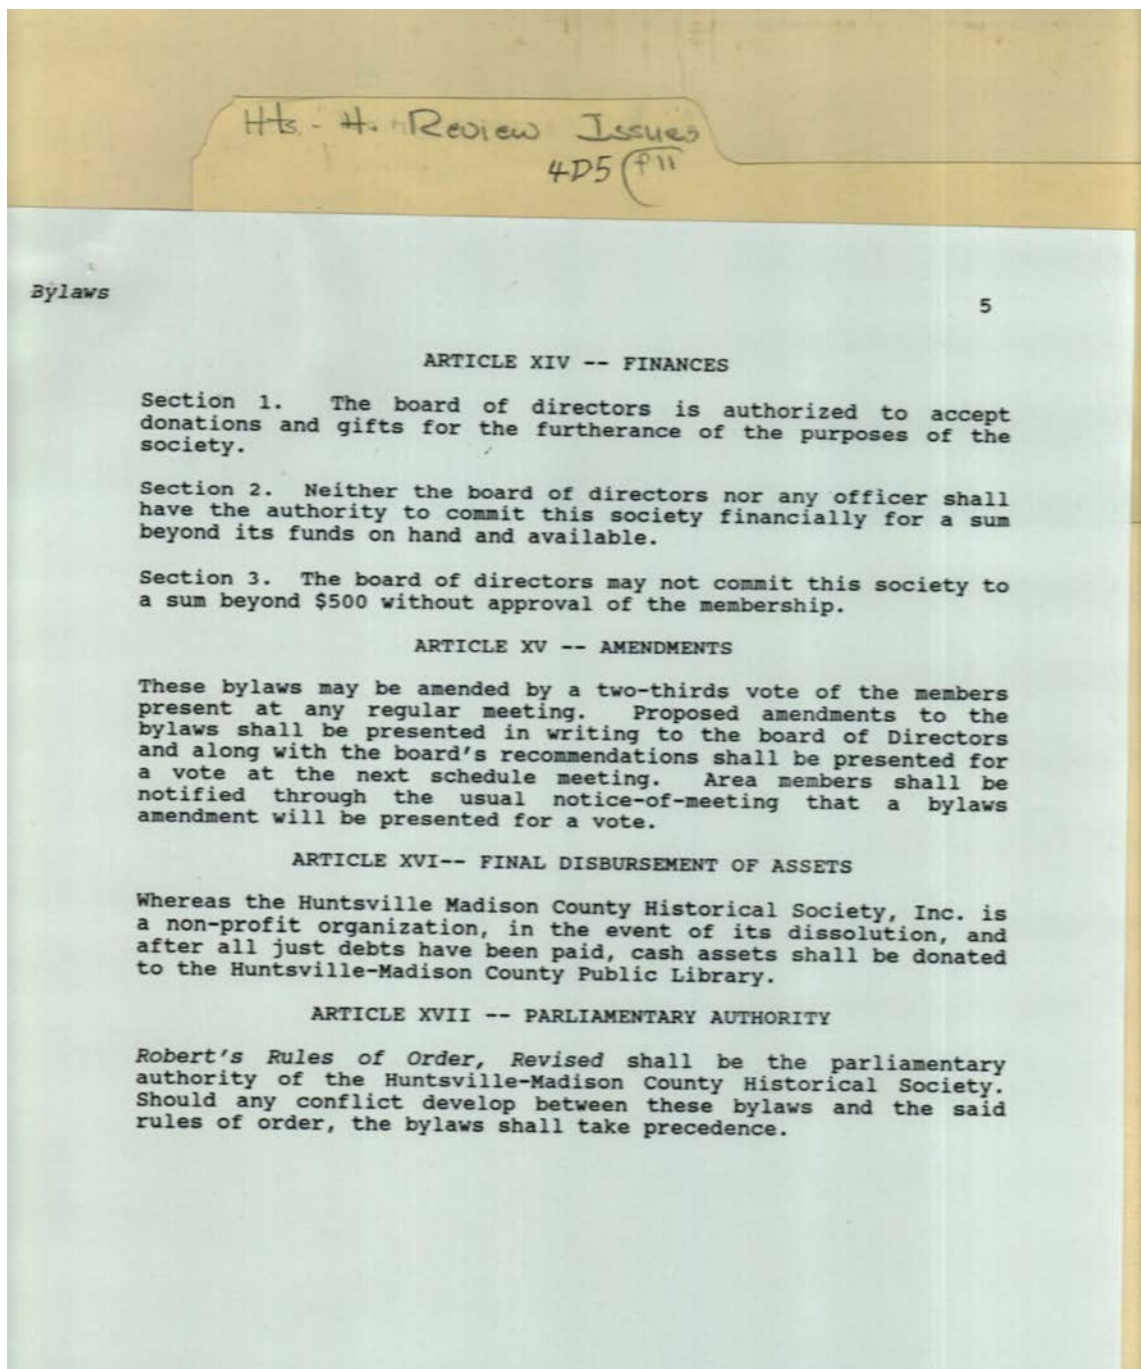 Hts. - H. Review Issues
4D5 (f11
Bylaws
5
ARTICLE XIV -- FINANCES
Section 1. The board of directors is authorized to accept
donations and gifts for the furtherance of the purposes of the
society.
Section 2. Neither the board of directors nor any officer shall
have the authority to commit this society financially for a sum
beyond its funds on hand and available.
Section 3. The board of directors may not commit this society to
a sum beyond $500 without approval of the membership.
ARTICLE XV -- AMENDMENTS
These bylaws may be amended by a two-thirds vote of the members
present at any regular meeting. Proposed amendments to the
bylaws shall be presented in writing to the board of Directors
and along with the board's recommendations shall be presented for
a vote at the next schedule meeting. Area members shall be
notified through the usual notice-of-meeting that a bylaws
amendment will be presented for a vote.
ARTICLE XVI-- FINAL DISBURSEMENT OF ASSETS
Whereas the Huntsville Madison County Historical Society, Inc. is
a non-profit organization, in the event of its dissolution, and
after all just debts have been paid, cash assets shall be donated
to the Huntsville-Madison County Public Library.
ARTICLE XVII -- PARLIAMENTARY AUTHORITY
Robert's Rules of Order, Revised shall be the parliamentary
authority of the Huntsville-Madison County Historical Society.
Should any conflict develop between these bylaws and the said
rules of order, the bylaws shall take precedence.